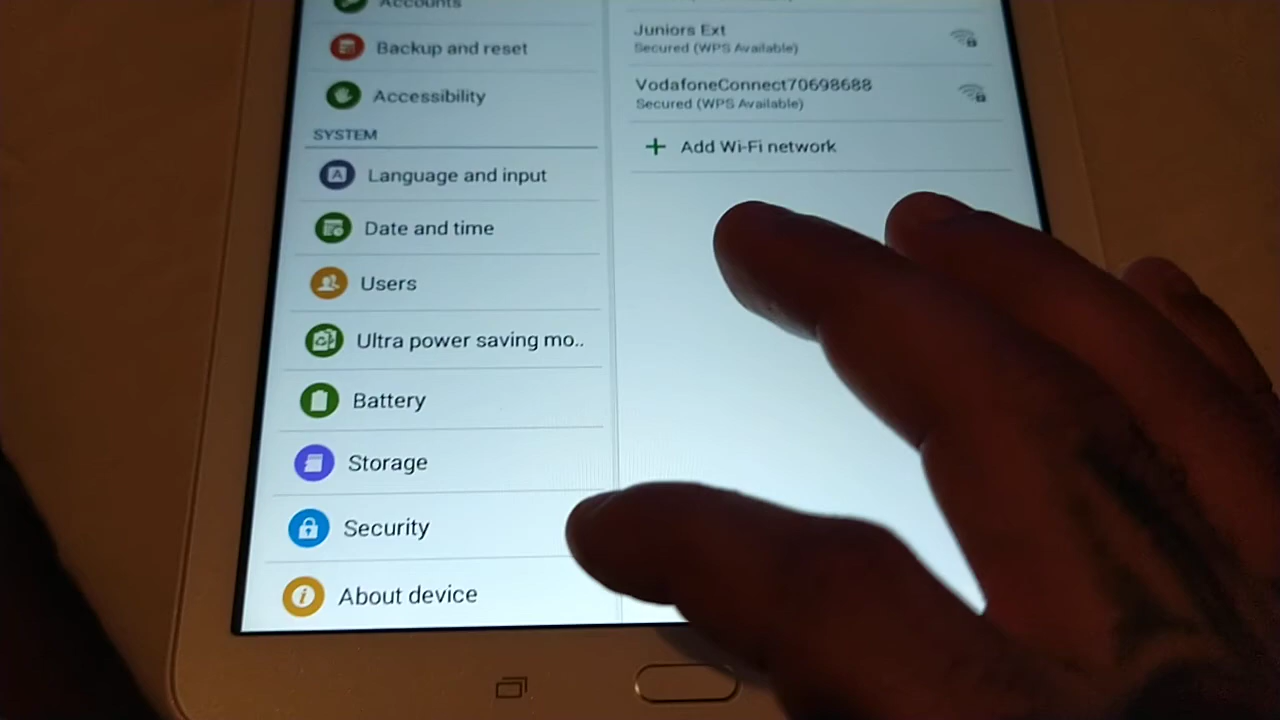 Accounts
Backup and reset
Accessibility
SYSTEM
Language and input
Date and time
Users
Ultra power saving mo..
Battery
Storage
Security
About device
Juniors Ext
Secured (WPS Available)
VodafoneConnect70698688
Secured (WPS Available)
+ Add Wi-Fi network